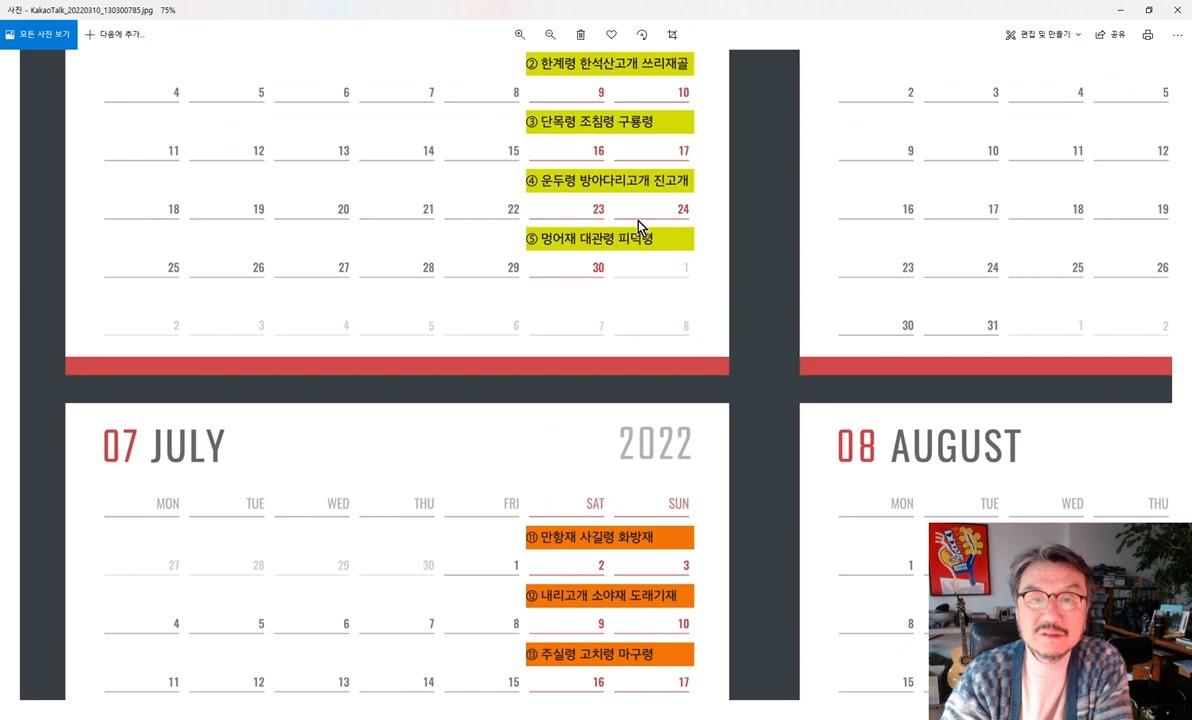 사진 - KakaoTalk_20220310_130300785.jpg 75%
모든 사진 보기 다음에 추가... 편집 및 만들기 공유
② 한계령 한석산고개 쓰리재골
4 5 6 7 8 9 10
2 3 4 5
③ 단목령 조침령 구룡령
11 12 13 14 15 16 17
9 10 11 12
④ 운두령 방아다리고개 진고개
18 19 20 21 22 23 24
16 17 18 19
⑤ 멍어재 대관령 피덕령
25 26 27 28 29 30 1
23 24 25 26
2 3 4 5 6 7 8
30 31 1 2
07 JULY 2022
08 AUGUST
MON TUE WED THU FRI SAT SUN
MON TUE WED THU
⑪ 만항재 사길령 화방재
27 28 29 30 1 2 3
1
⑫ 내리고개 소야재 도래기재
4 5 6 7 8 9 10
8
⑬ 주실령 고치령 마구령
11 12 13 14 15 16 17
15